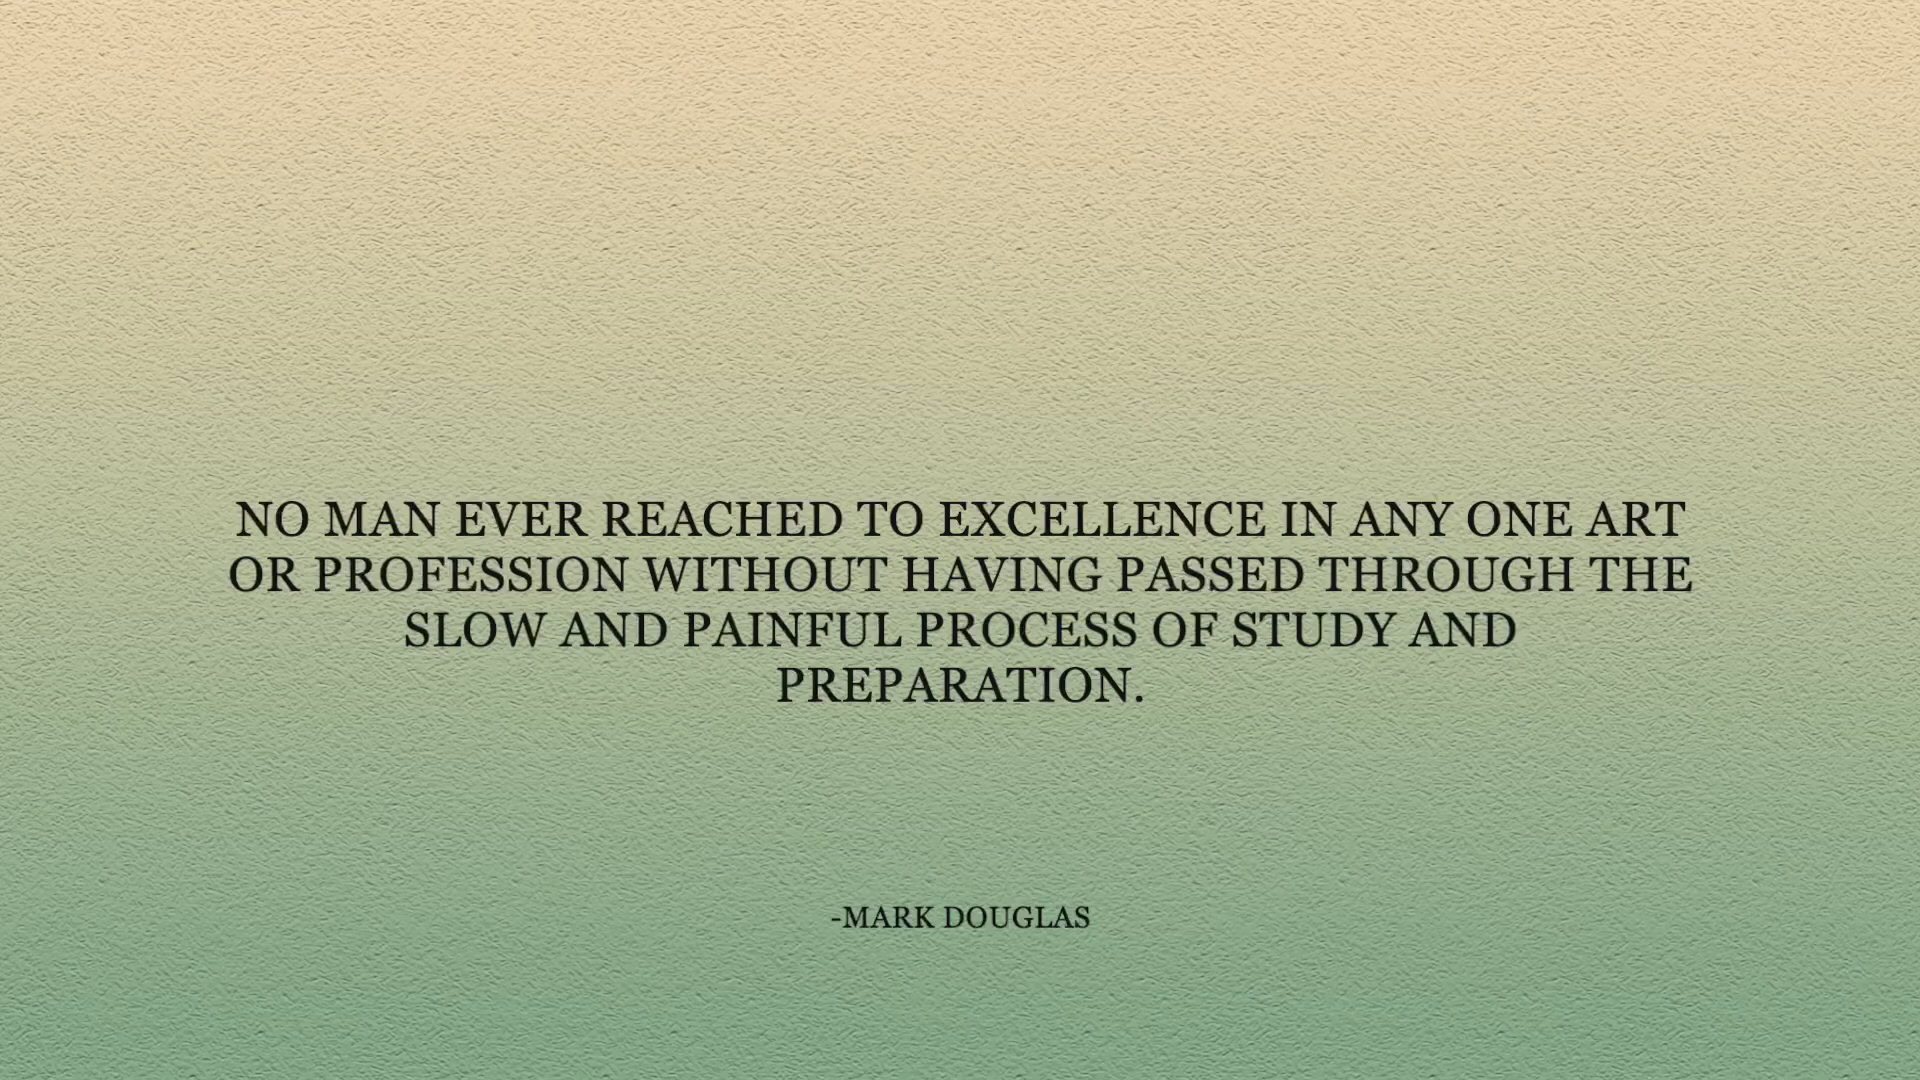 NO MAN EVER REACHED TO EXCELLENCE IN ANY ONE ART
OR PROFESSION WITHOUT HAVING PASSED THROUGH THE
SLOW AND PAINFUL PROCESS OF STUDY AND
PREPARATION.
-MARK DOUGLAS